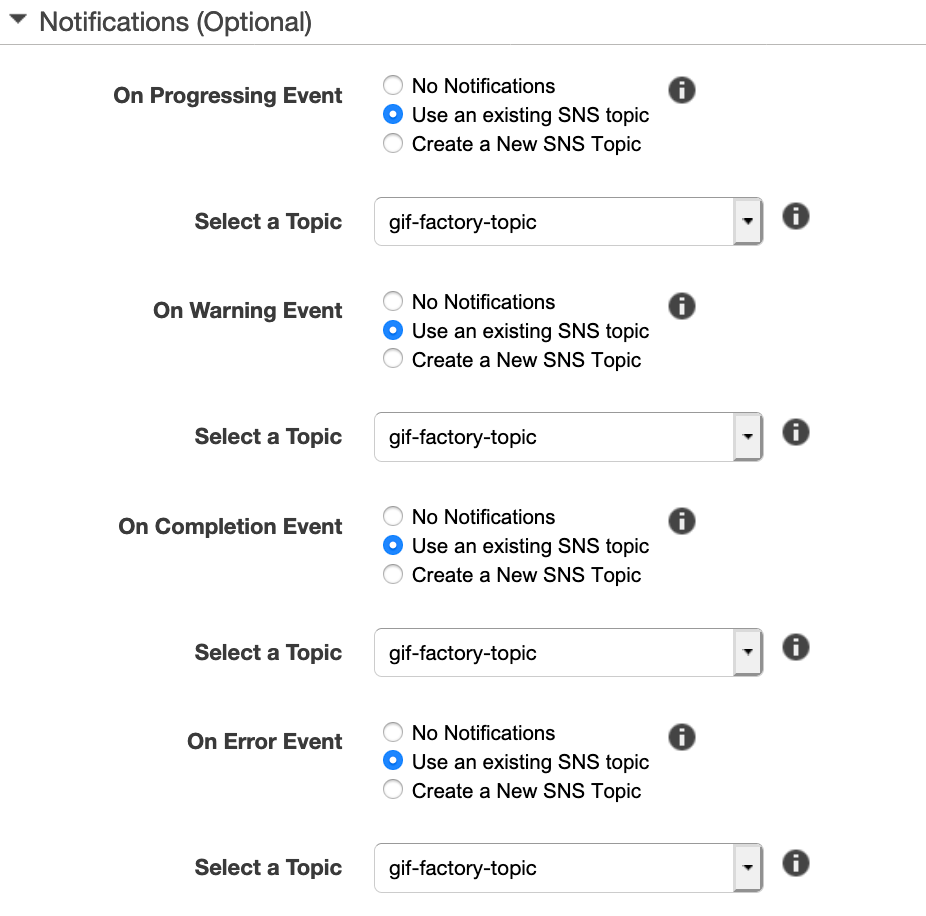 Notifications (Optional)
On Progressing Event
No Notifications
Use an existing SNS topic
Create a New SNS Topic
Select a Topic
gif-factory-topic
On Warning Event
No Notifications
Use an existing SNS topic
Create a New SNS Topic
Select a Topic
gif-factory-topic
On Completion Event
No Notifications
Use an existing SNS topic
Create a New SNS Topic
Select a Topic
gif-factory-topic
On Error Event
No Notifications
Use an existing SNS topic
Create a New SNS Topic
Select a Topic
gif-factory-topic